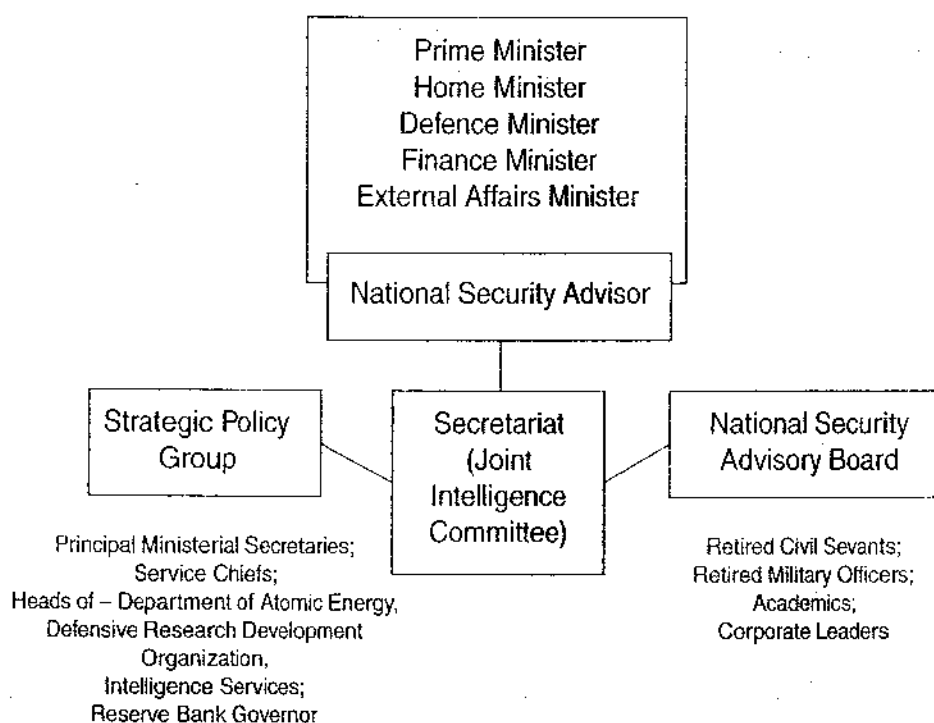 Prime Minister
Home Minister
Defence Minister
Finance Minister
External Affairs Minister
National Security Advisor
Strategic Policy
Group
Secretariat
(Joint
Intelligence
Committee)
National Security
Advisory Board
Principal Ministerial Secretaries;
Service Chiefs;
Heads of – Department of Atomic Energy,
Defensive Research Development
Organization,
Intelligence Services;
Reserve Bank Governor
Retired Civil Sevants;
Retired Military Officers;
Academics;
Corporate Leaders